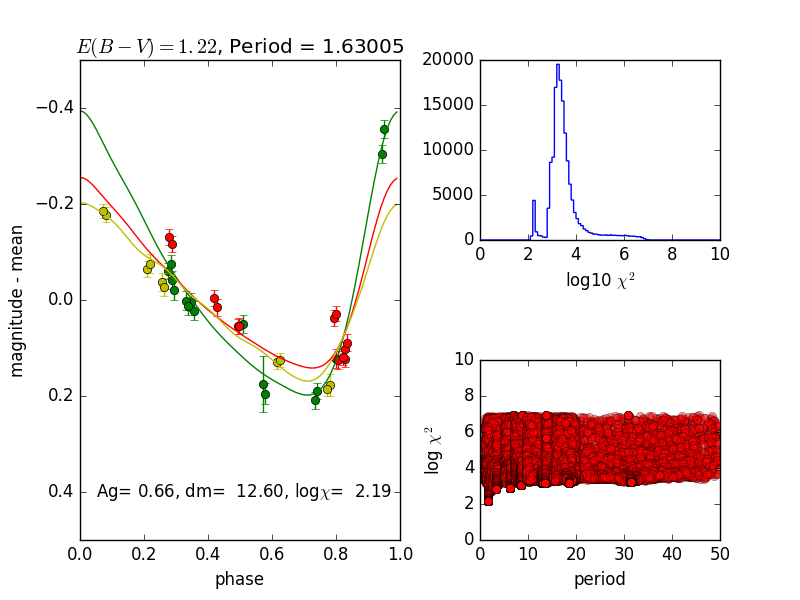 E(B−V)=1.22, Period = 1.63005
−0.4
−0.2
0.0
0.2
0.4
magnitude - mean
Ag= 0.66, dm=  12.60, logχ=  2.19
0.0 0.2 0.4 0.6 0.8 1.0
phase
20000
15000
10000
5000
0
0 2 4 6 8 10
log10 χ²
10
8
6
4
2
0
log χ²
0 10 20 30 40 50
period